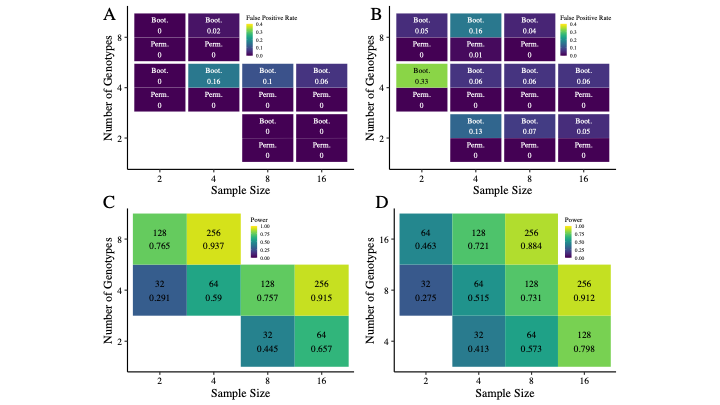 A
False Positive Rate
0.4
0.3
0.2
0.1
0.0
Number of Genotypes
8
4
2
Boot. Boot.
0 0.02
Perm. Perm.
0 0
Boot. Boot. Boot. Boot.
0 0.16 0.1 0.06
Perm. Perm. Perm. Perm.
0 0 0 0
Boot. Boot.
0 0
Perm. Perm.
0 0
2 4 8 16
Sample Size
B
False Positive Rate
0.4
0.3
0.2
0.1
0.0
Number of Genotypes
8
4
2
Boot. Boot. Boot.
0.05 0.16 0.04
Perm. Perm. Perm.
0 0.01 0
Boot. Boot. Boot. Boot.
0.33 0.06 0.06 0.06
Perm. Perm. Perm. Perm.
0 0 0 0
Boot. Boot. Boot.
0.13 0.07 0.05
Perm. Perm. Perm.
0 0 0
2 4 8 16
Sample Size
C
Power
1.00
0.75
0.50
0.25
0.00
Number of Genotypes
8
4
2
128 256
0.765 0.937
32 64 128 256
0.291 0.59 0.757 0.915
32 64
0.445 0.657
2 4 8 16
Sample Size
D
Power
1.00
0.75
0.50
0.25
0.00
Number of Genotypes
16
8
4
64 128 256
0.463 0.721 0.884
32 64 128 256
0.275 0.515 0.731 0.912
32 64 128
0.413 0.573 0.798
2 4 8 16
Sample Size